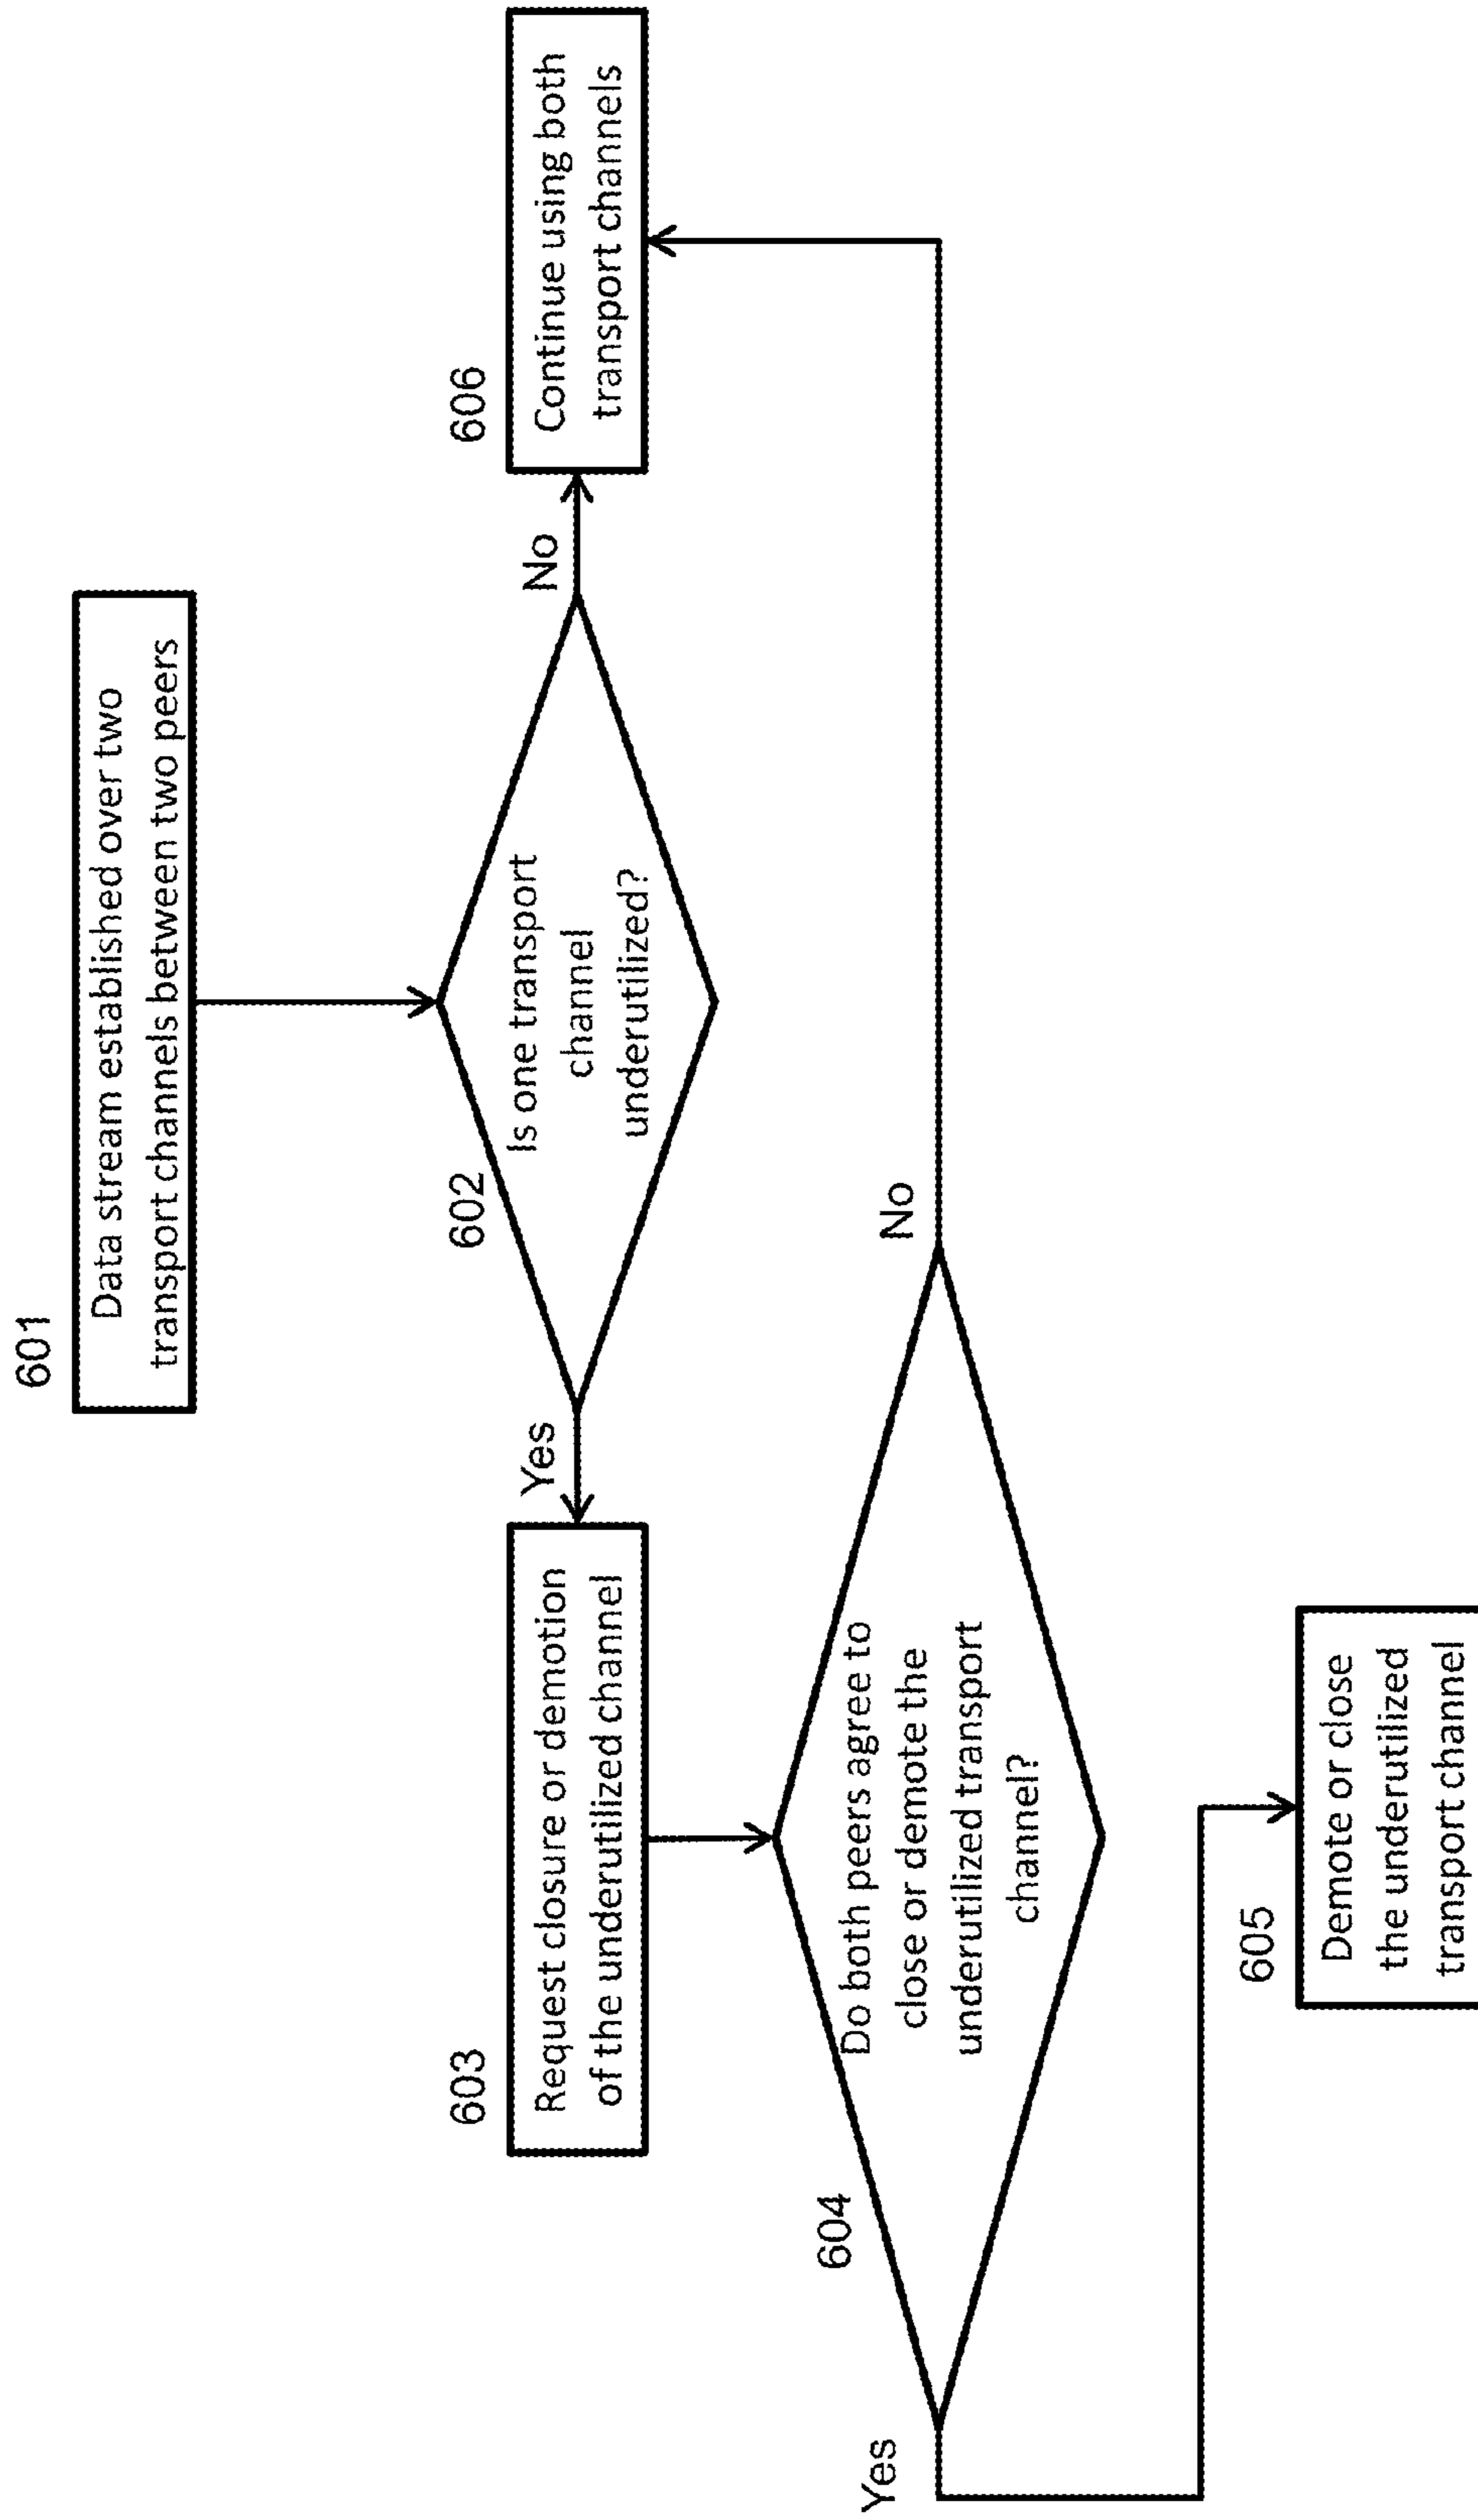 601
Data stream established over two
transport channels between two peers
602
Is one transport
channel
underutilized?
Yes
No
603
Request closure or demotion
of the underutilized channel
606
Continue using both
transport channels
604
Do both peers agree to
close or demote the
underutilized transport
channel?
Yes
No
605
Demote or close
the underutilized
transport channel